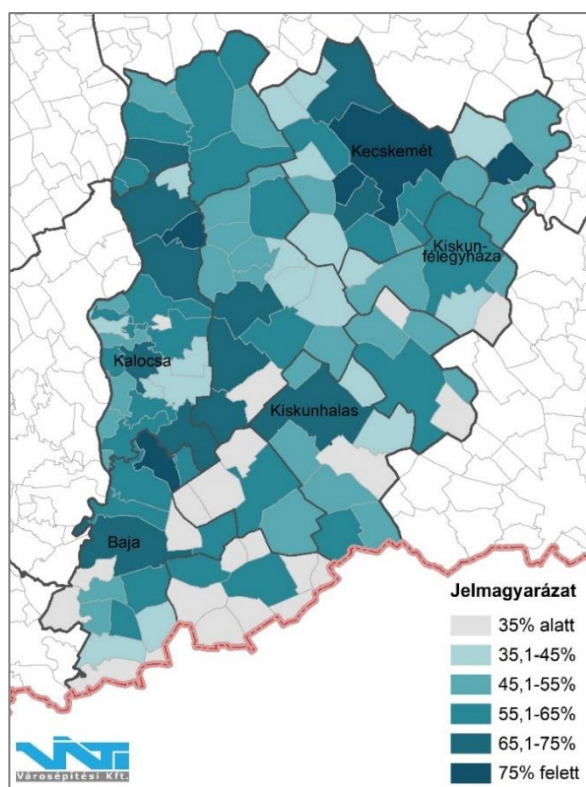 Kecskemét
Kiskun-
félegyháza
Kalocsa
Kiskunhalas
Baja
Jelmagyarázat
35% alatt
35,1-45%
45,1-55%
55,1-65%
65,1-75%
75% felett
VÁTI
Városépítési Kft.